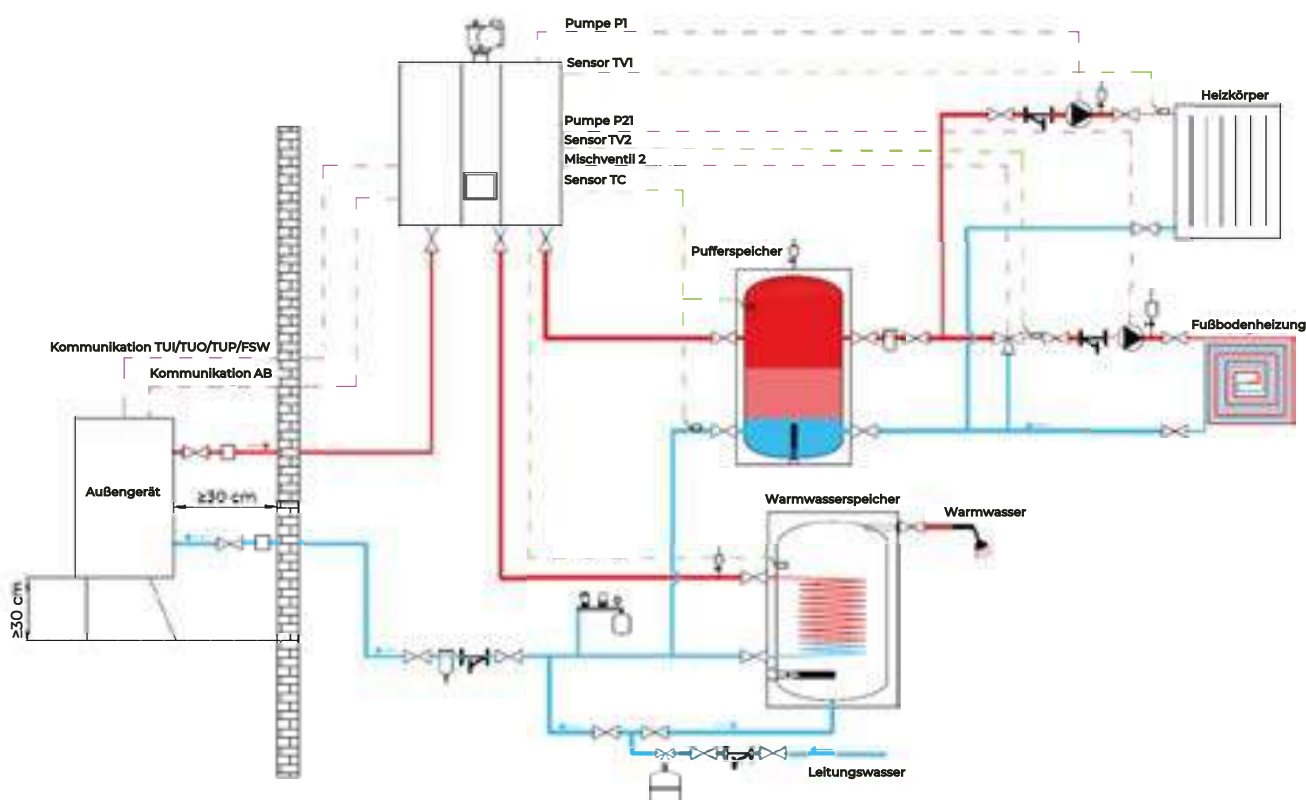 Pumpe P1
Sensor TV1
Heizkörper
Pumpe P21
Sensor TV2
Mischventil 2
Sensor TC
Pufferspeicher
Fußbodenheizung
Kommunikation TUI/TUO/TUP/FSW
Kommunikation AB
Außengerät
≥30 cm
Warmwasserspeicher
Warmwasser
≥30 cm
Leitungswasser